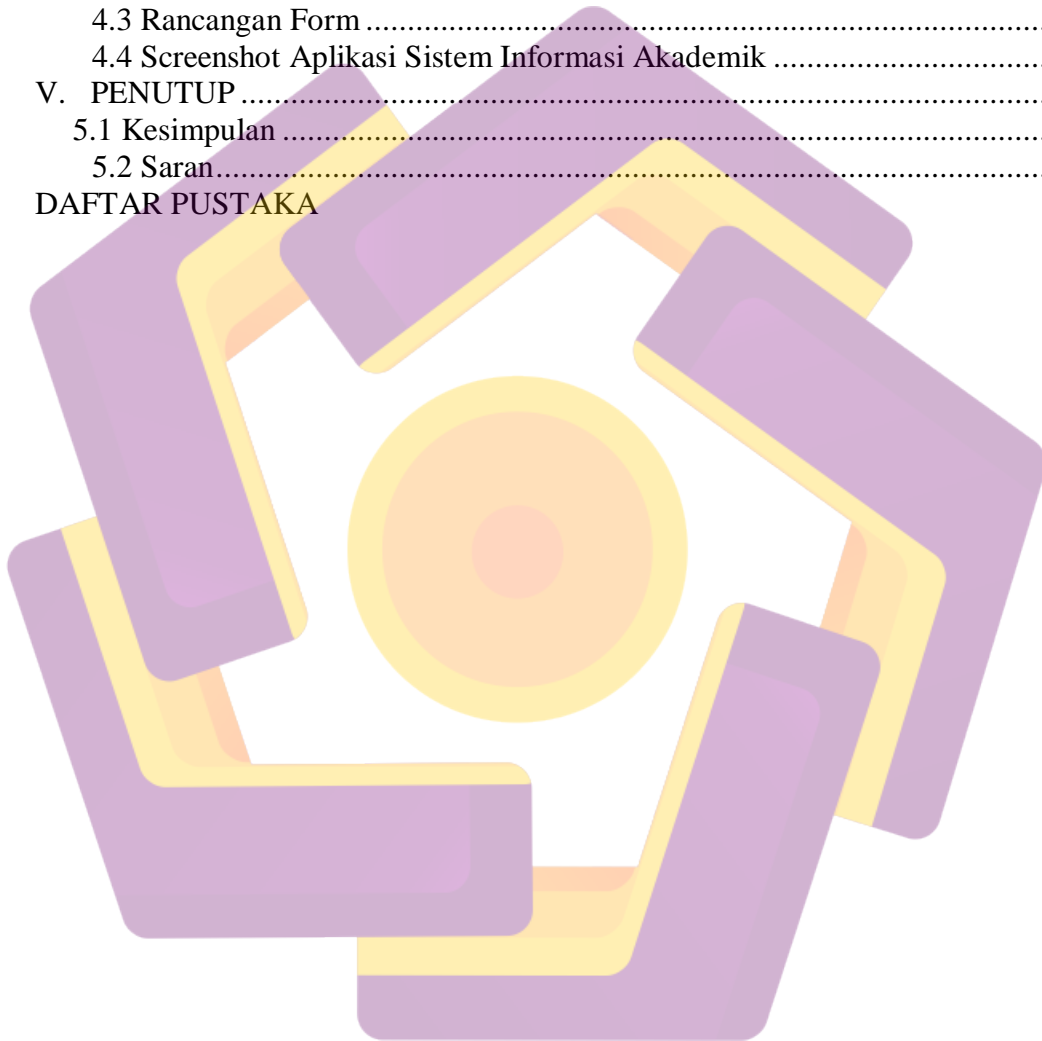 4.3 Rancangan Form ..........................................................................................
4.4 Screenshot Aplikasi Sistem Informasi Akademik ....................................
V. PENUTUP .........................................................................................................
5.1 Kesimpulan ....................................................................................................
5.2 Saran..............................................................................................................
DAFTAR PUSTAKA